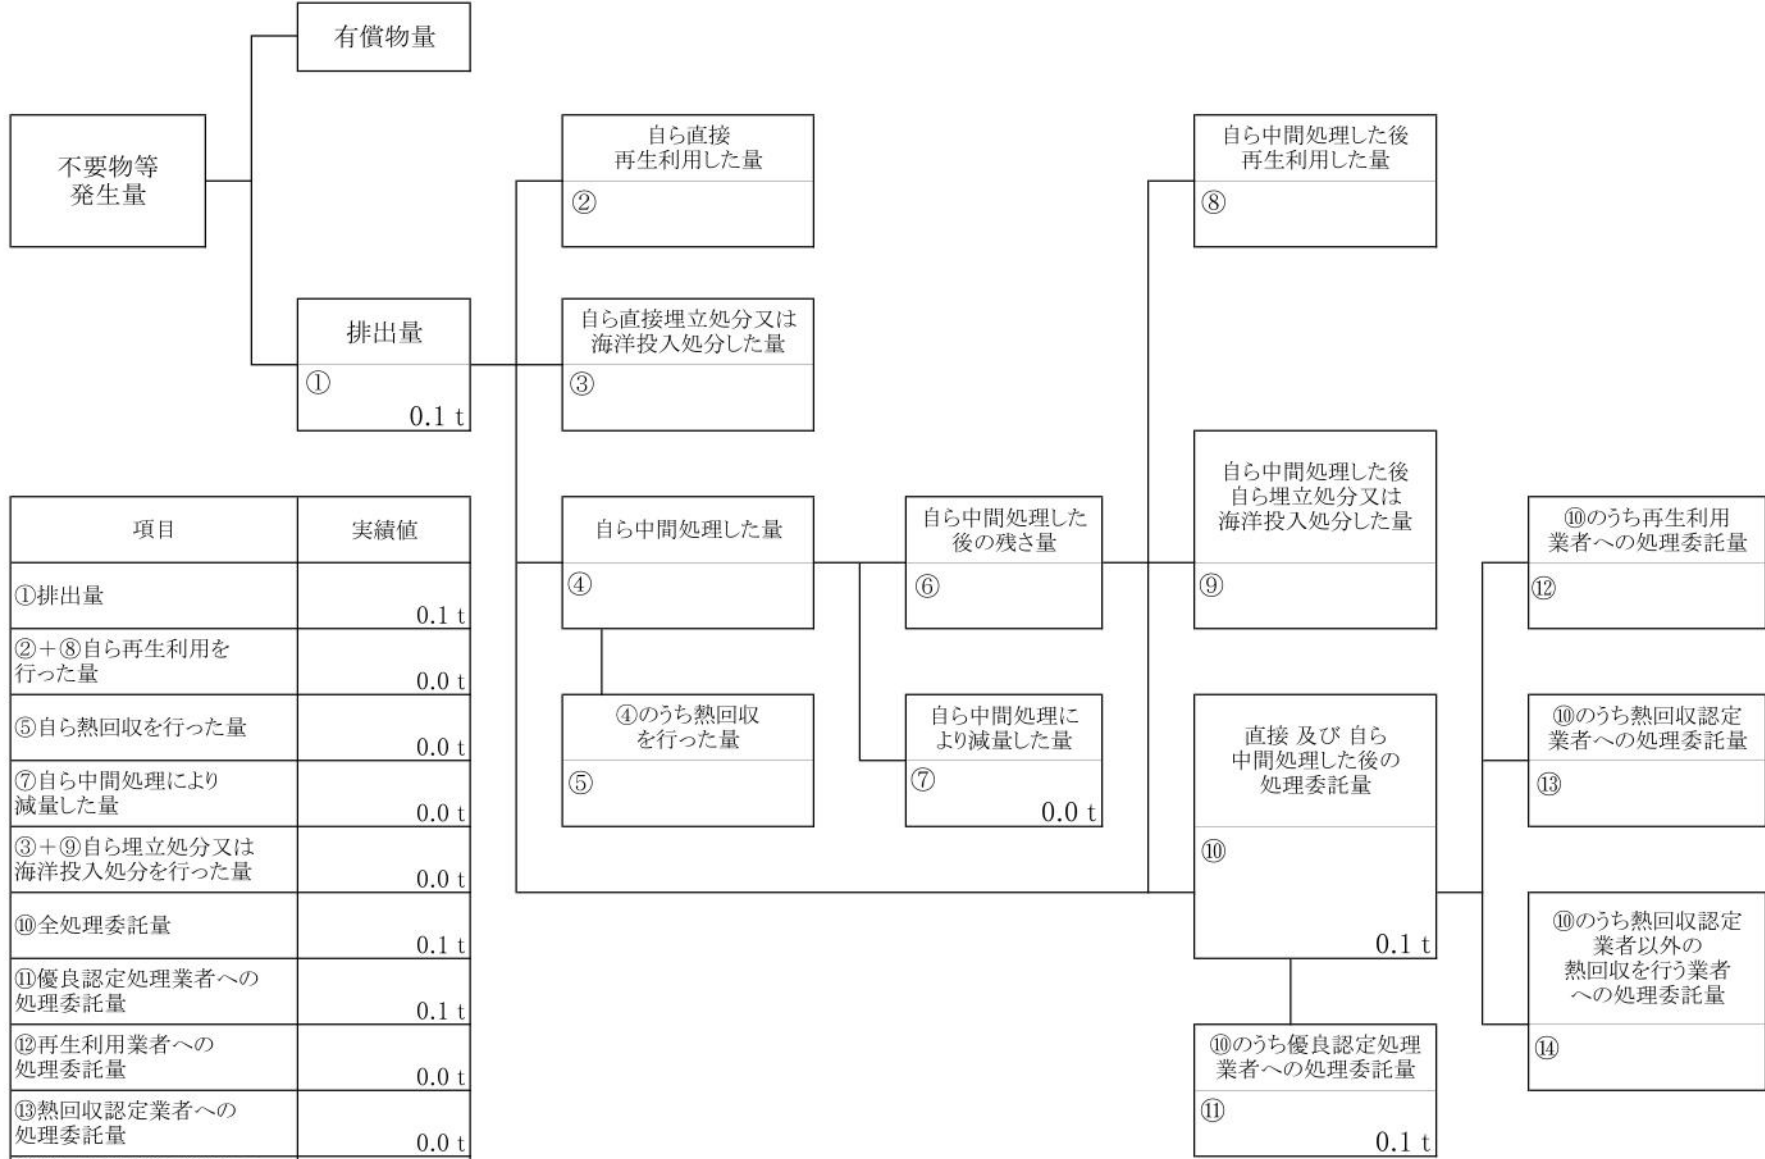 有償物量
不要物等
発生量
排出量
①
0.1 t
自ら直接
再生利用した量
②
自ら直接埋立処分又は
海洋投入処分した量
③
自ら中間処理した量
④
④のうち熱回収
を行った量
⑤
自ら中間処理した
後の残さ量
⑥
自ら中間処理に
より減量した量
⑦
0.0 t
自ら中間処理した後
再生利用した量
⑧
自ら中間処理した後
自ら埋立処分又は
海洋投入処分した量
⑨
直接 及び 自ら
中間処理した後の
処理委託量
⑩
0.1 t
⑩のうち優良認定処理
業者への処理委託量
⑪
0.1 t
⑩のうち再生利用
業者への処理委託量
⑫
⑩のうち熱回収認定
業者への処理委託量
⑬
⑩のうち熱回収認定
業者以外の
熱回収を行う業者
への処理委託量
⑭
項目 実績値
①排出量
0.1 t
②＋⑧自ら再生利用を
行った量
0.0 t
⑤自ら熱回収を行った量
0.0 t
⑦自ら中間処理により
減量した量
0.0 t
③＋⑨自ら埋立処分又は
海洋投入処分を行った量
0.0 t
⑩全処理委託量
0.1 t
⑪優良認定処理業者への
処理委託量
0.1 t
⑫再生利用業者への
処理委託量
0.0 t
⑬熱回収認定業者への
処理委託量
0.0 t